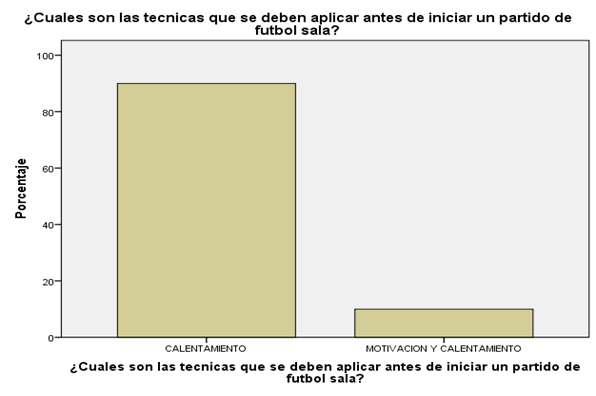 ¿Cuales son las tecnicas que se deben aplicar antes de iniciar un partido de
futbol sala?
100
80
60
40
20
0
Porcentaje
CALENTAMIENTO
MOTIVACION Y CALENTAMIENTO
¿Cuales son las tecnicas que se deben aplicar antes de iniciar un partido de
futbol sala?